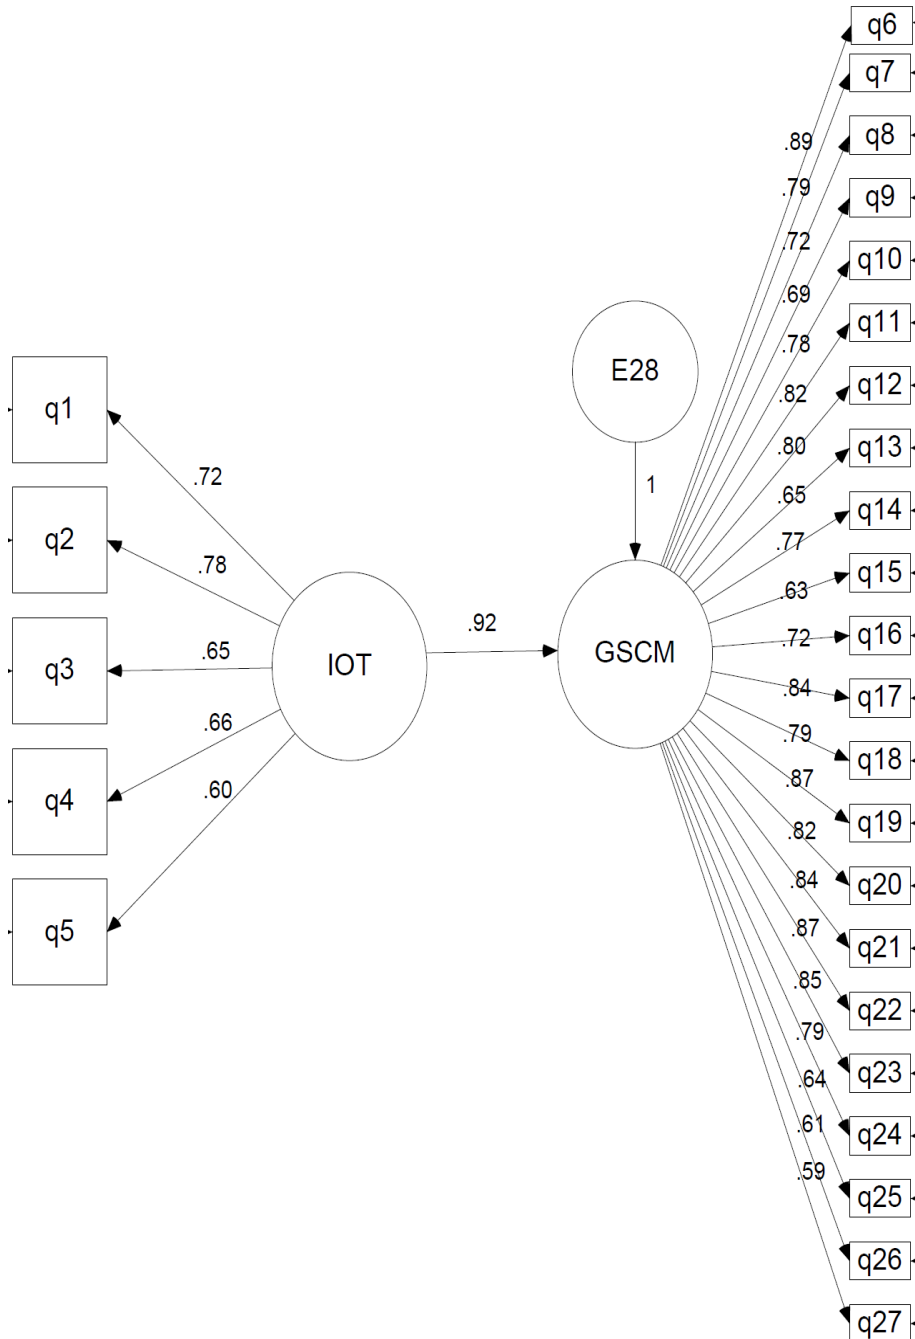 q1
q2
q3
q4
q5
.72
.78
.65
.66
.60
IOT
.92
E28
1
GSCM
.89
.79
.72
.69
.78
.82
.80
.65
.77
.63
.72
.84
.79
.87
.82
.84
.87
.85
.79
.64
.61
.59
q6
q7
q8
q9
q10
q11
q12
q13
q14
q15
q16
q17
q18
q19
q20
q21
q22
q23
q24
q25
q26
q27